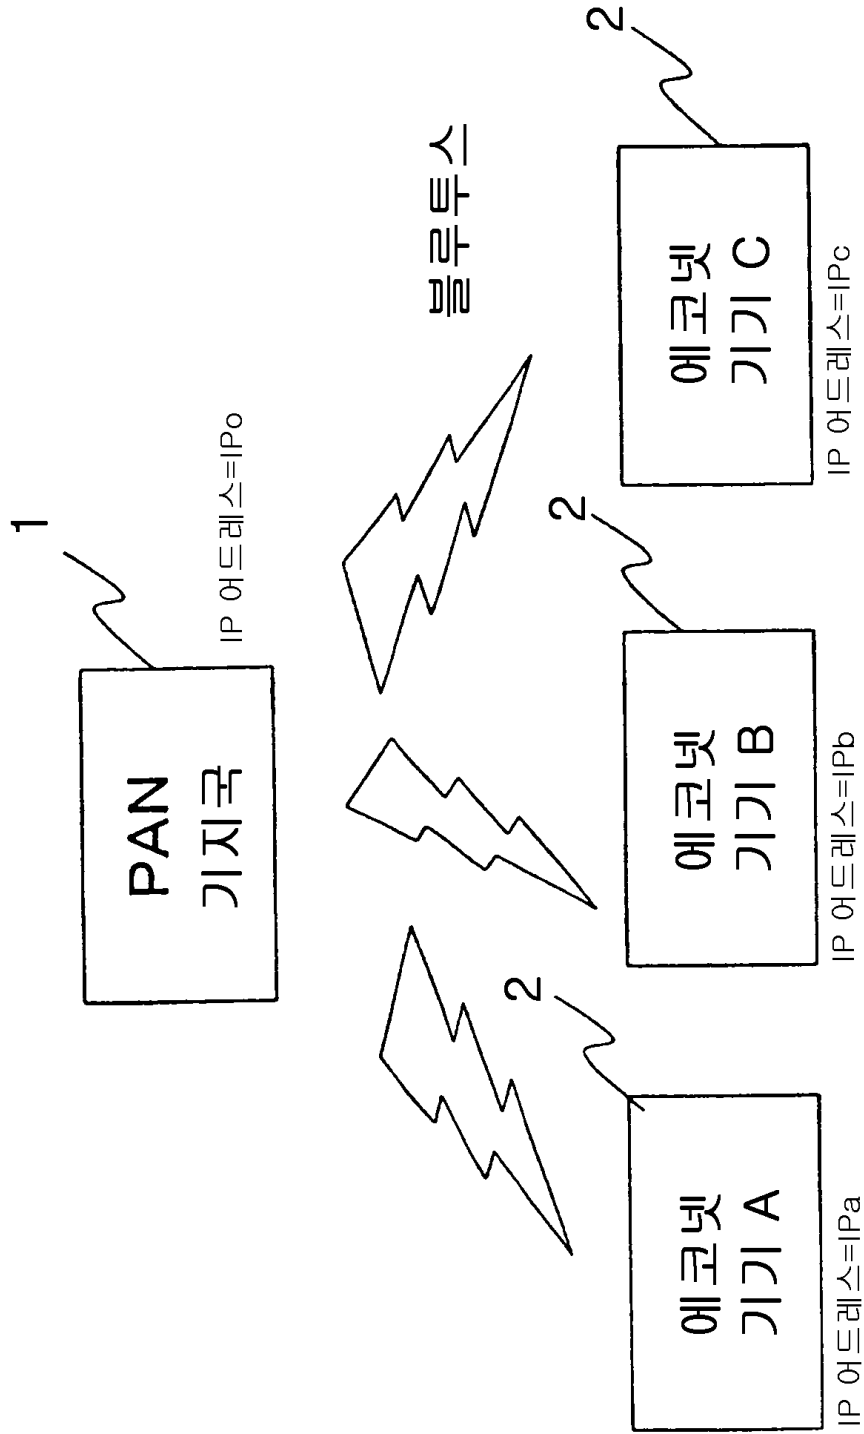 1
PAN
기지국
IP 어드레스=IPo
블루투스
2
에코넷
기기 A
IP 어드레스=IPa
2
에코넷
기기 B
IP 어드레스=IPb
2
에코넷
기기 C
IP 어드레스=IPc